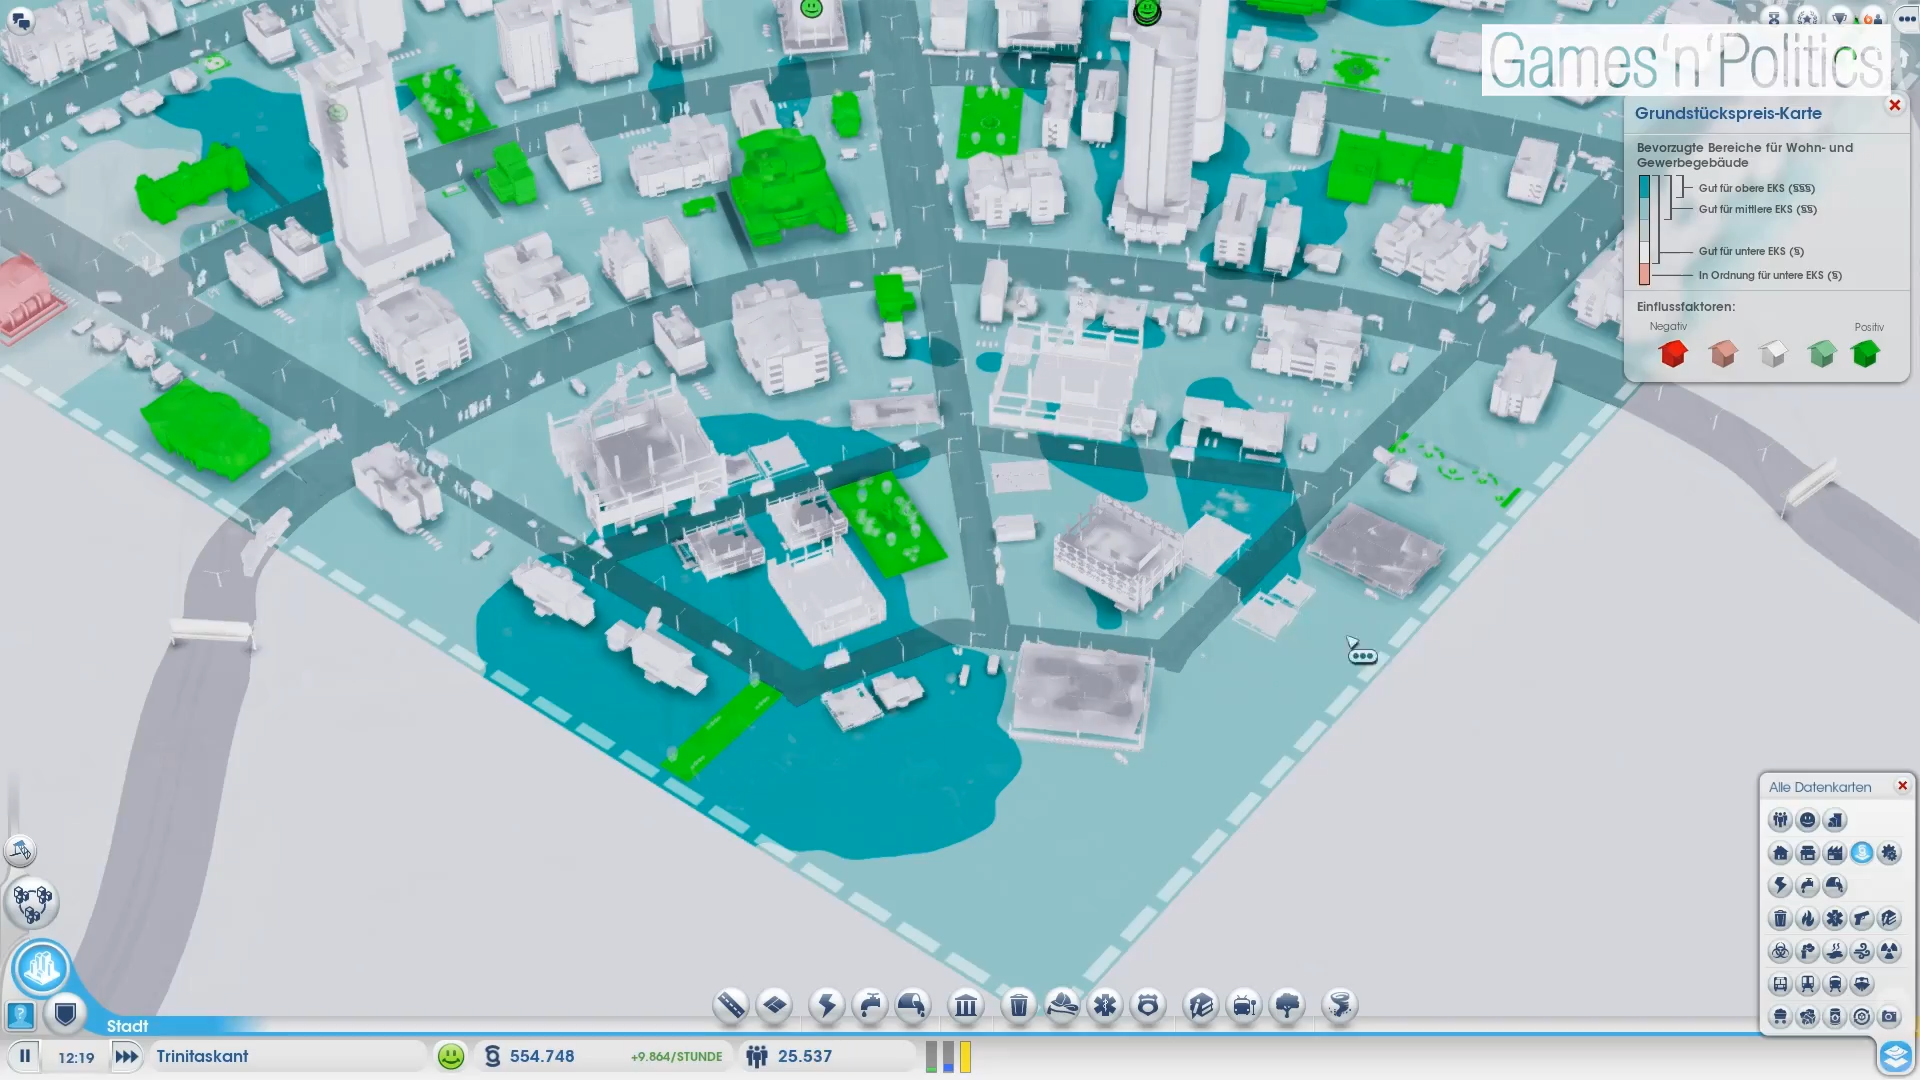 Games'n'Politics
Grundstückspreis-Karte
Bevorzugte Bereiche für Wohn- und
Gewerbegebäude
Gut für obere EKS (§§§)
Gut für mittlere EKS (§§)
Gut für untere EKS (§)
In Ordnung für untere EKS (§)
Einflussfaktoren:
Negativ
Positiv
Alle Datenkarten
Stadt
12:19
Trinitaskant
554.748
+9.864/STUNDE
25.537